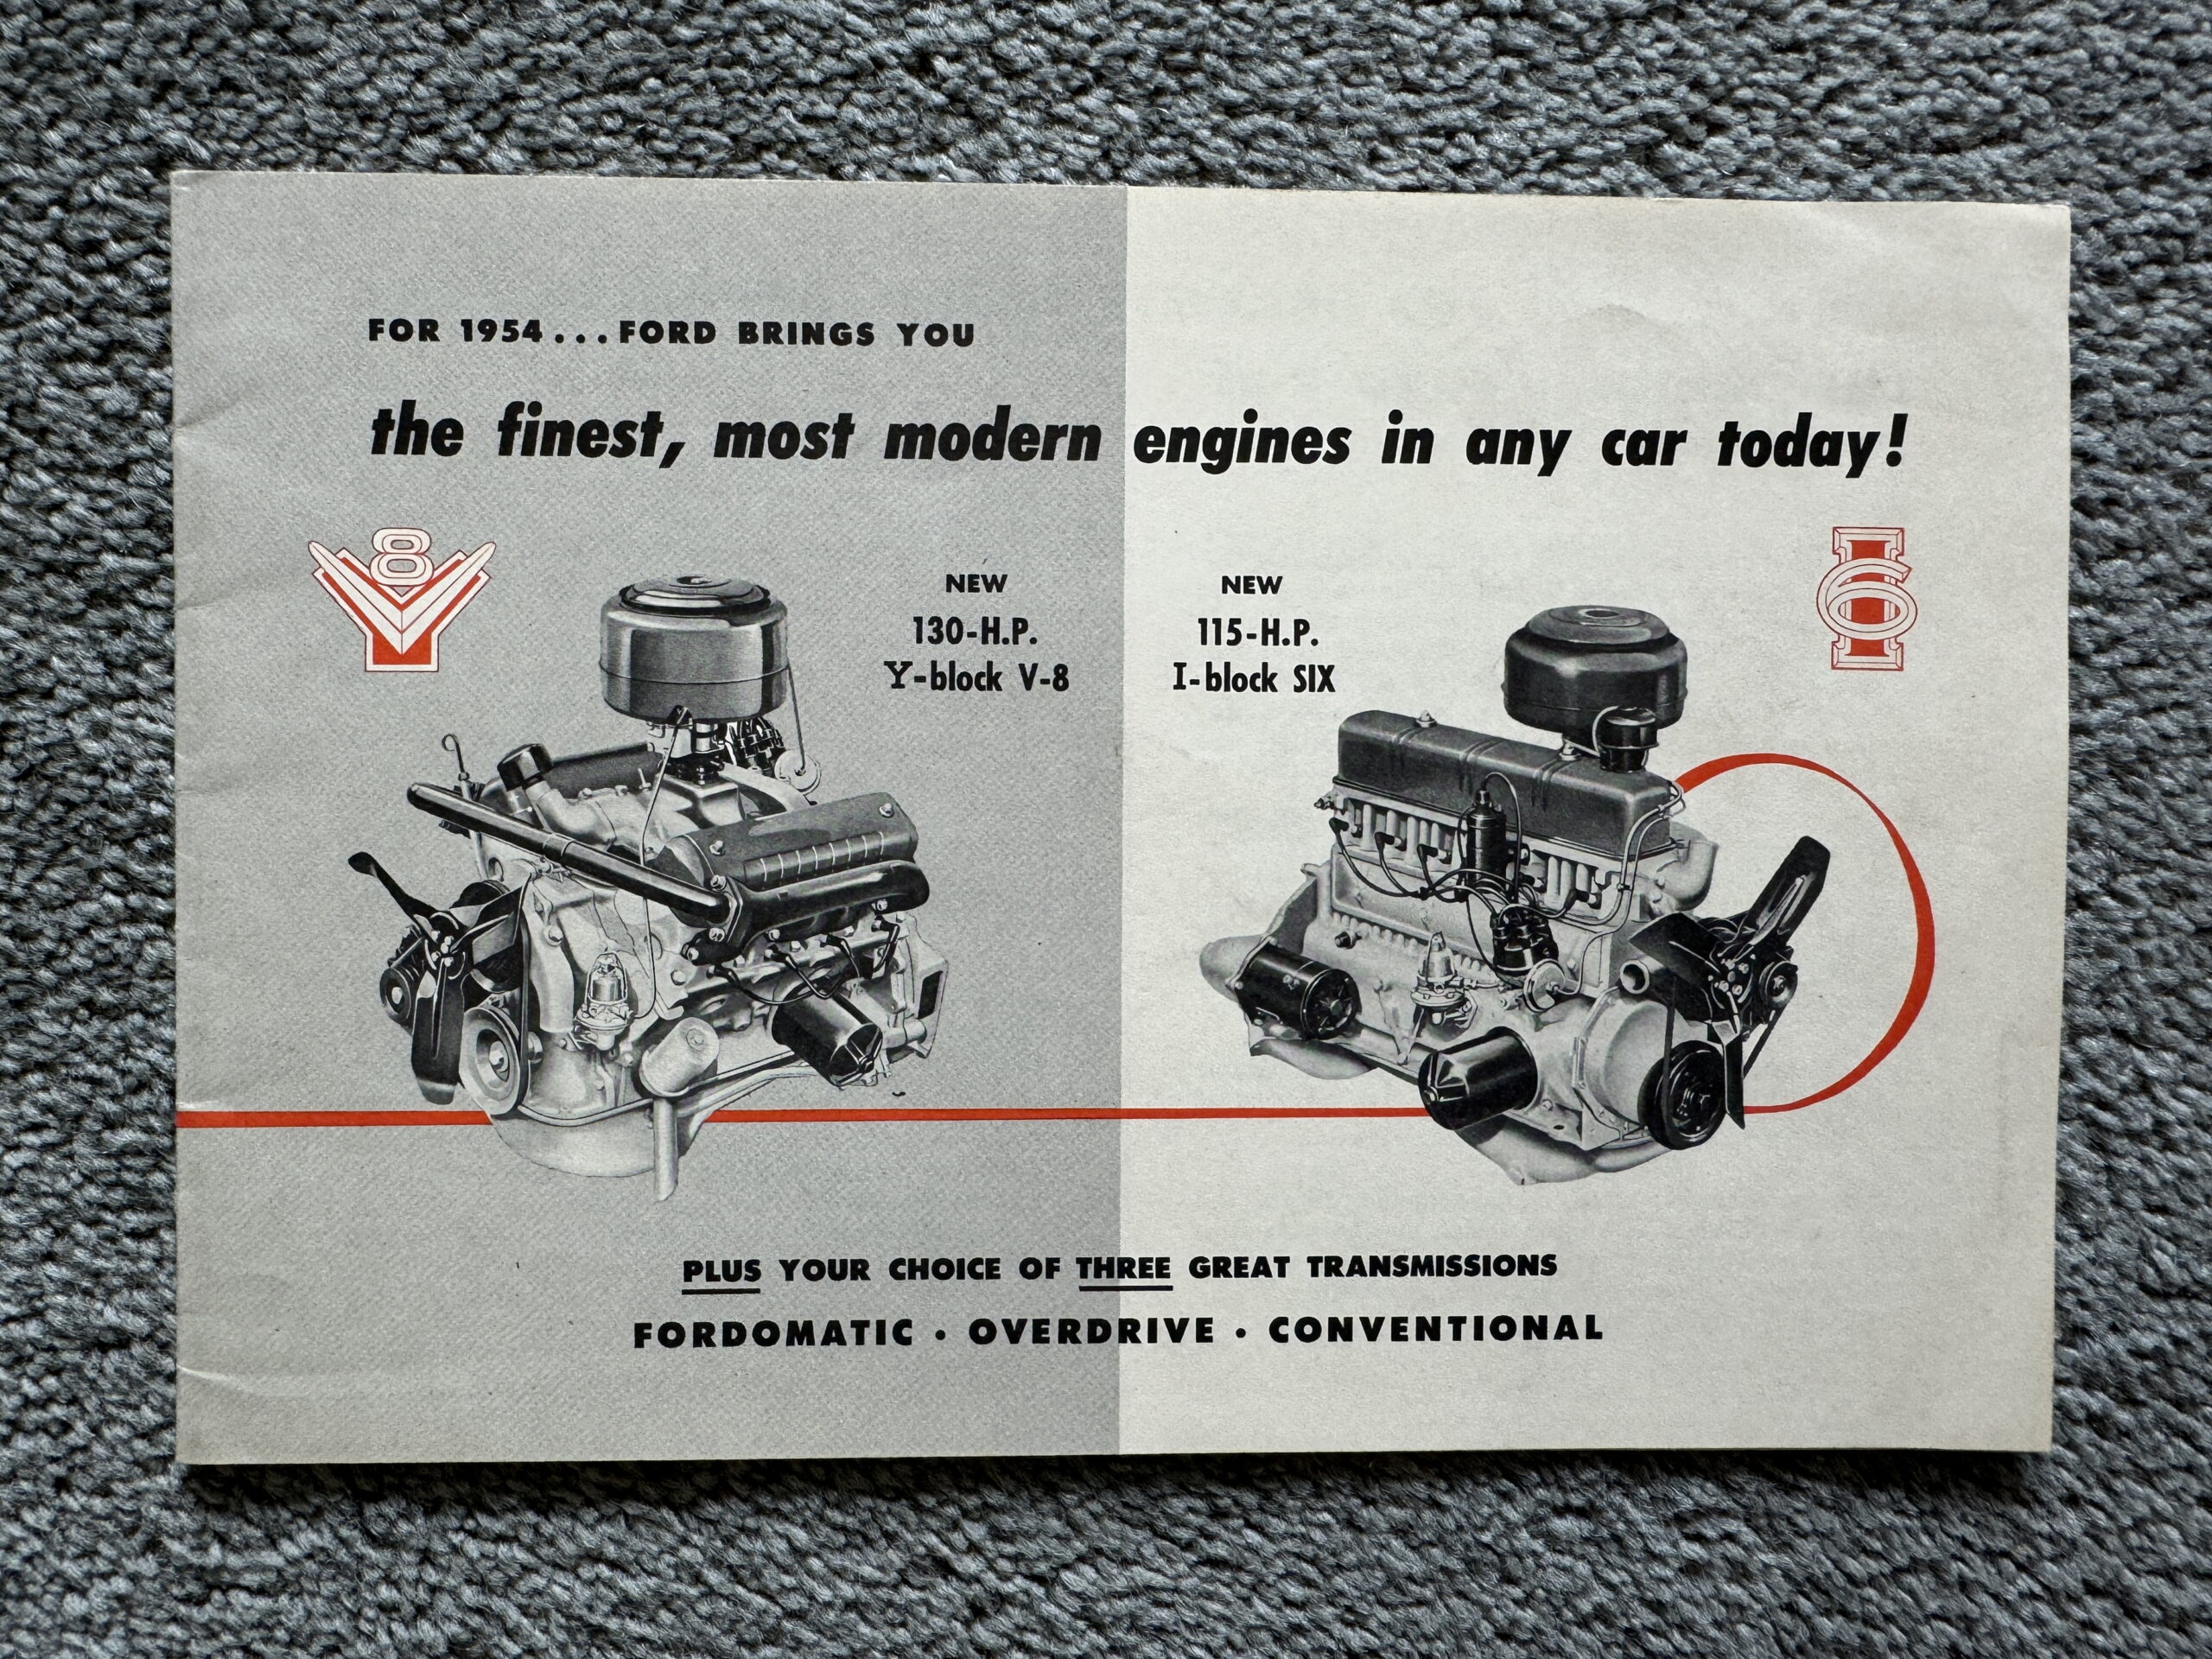 FOR 1954...FORD BRINGS YOU
the finest, most modern engines in any car today!
V8
NEW
130-H.P.
Y-block V-8
NEW
115-H.P.
I-block SIX
I6
PLUS YOUR CHOICE OF THREE GREAT TRANSMISSIONS
FORDOMATIC • OVERDRIVE • CONVENTIONAL